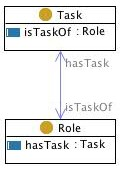 Task
isTaskOf : Role
hasTask
isTaskOf
Role
hasTask : Task